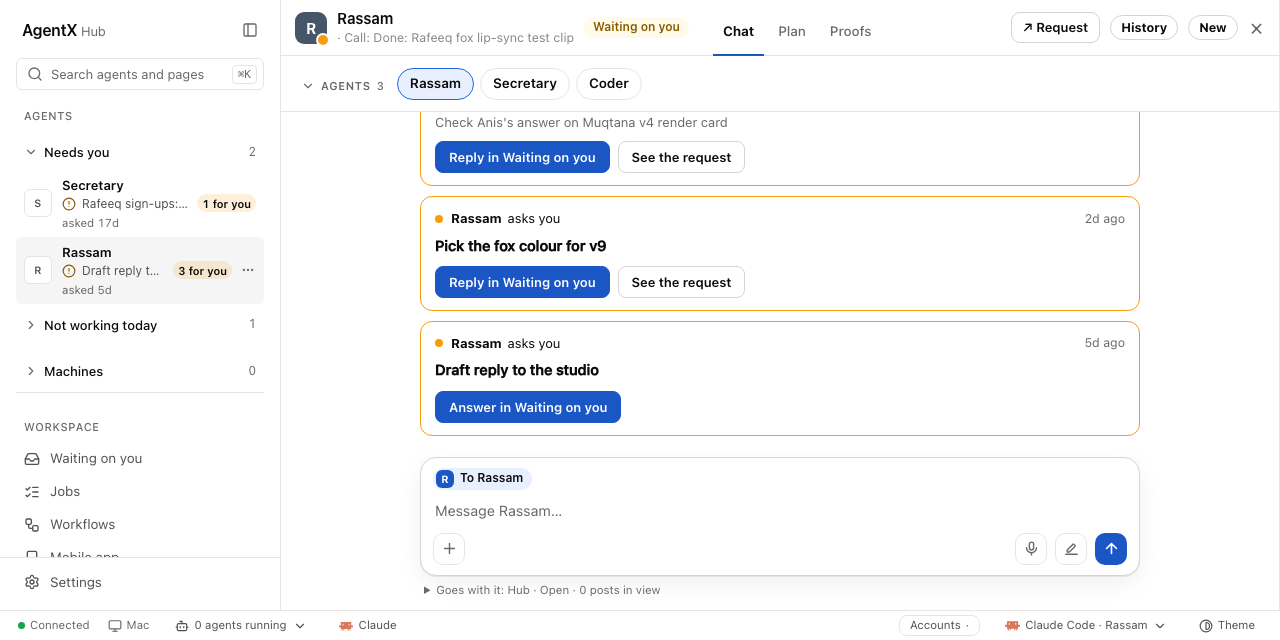 AgentX Hub
Search agents and pages
⌘K
AGENTS
Needs you
2
S
Secretary
Rafeeq sign-ups:...
1 for you
asked 17d
R
Rassam
Draft reply t...
3 for you
asked 5d
Not working today
1
Machines
0
WORKSPACE
Waiting on you
Jobs
Workflows
Mobile app
Settings
R
Rassam
· Call: Done: Rafeeq fox lip-sync test clip
Waiting on you
Chat
Plan
Proofs
Request
History
New
AGENTS 3
Rassam
Secretary
Coder
Check Anis's answer on Muqtana v4 render card
Reply in Waiting on you
See the request
Rassam asks you
2d ago
Pick the fox colour for v9
Reply in Waiting on you
See the request
Rassam asks you
5d ago
Draft reply to the studio
Answer in Waiting on you
R
To Rassam
Message Rassam...
Goes with it: Hub · Open · 0 posts in view
Connected
Mac
0 agents running
Claude
Accounts ·
Claude Code · Rassam
Theme